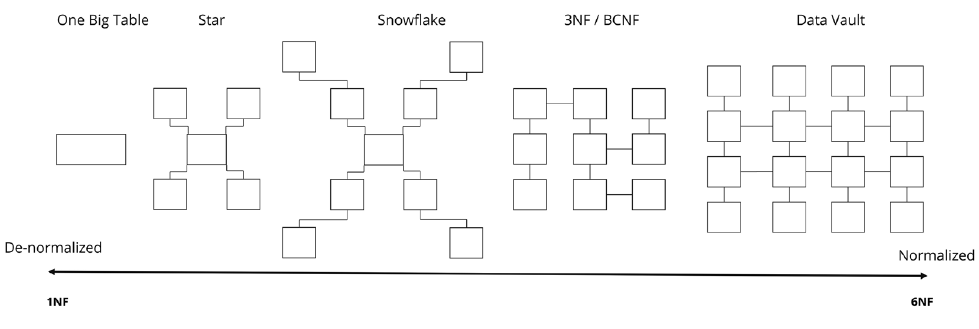 One Big Table
Star
Snowflake
3NF / BCNF
Data Vault
De-normalized
Normalized
1NF
6NF